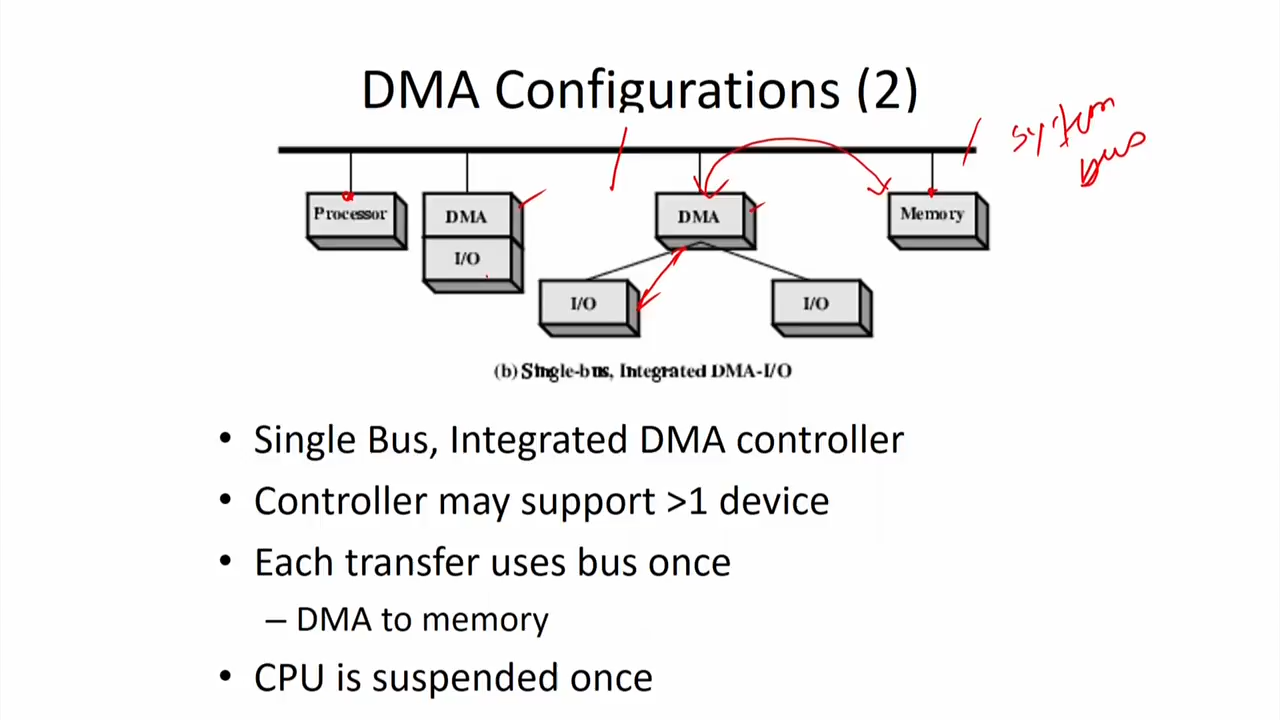 DMA Configurations (2)
system
bus
Processor
DMA
DMA
Memory
I/O
I/O
I/O
(b) Single-bus, Integrated DMA-I/O
• Single Bus, Integrated DMA controller
• Controller may support >1 device
• Each transfer uses bus once
– DMA to memory
• CPU is suspended once